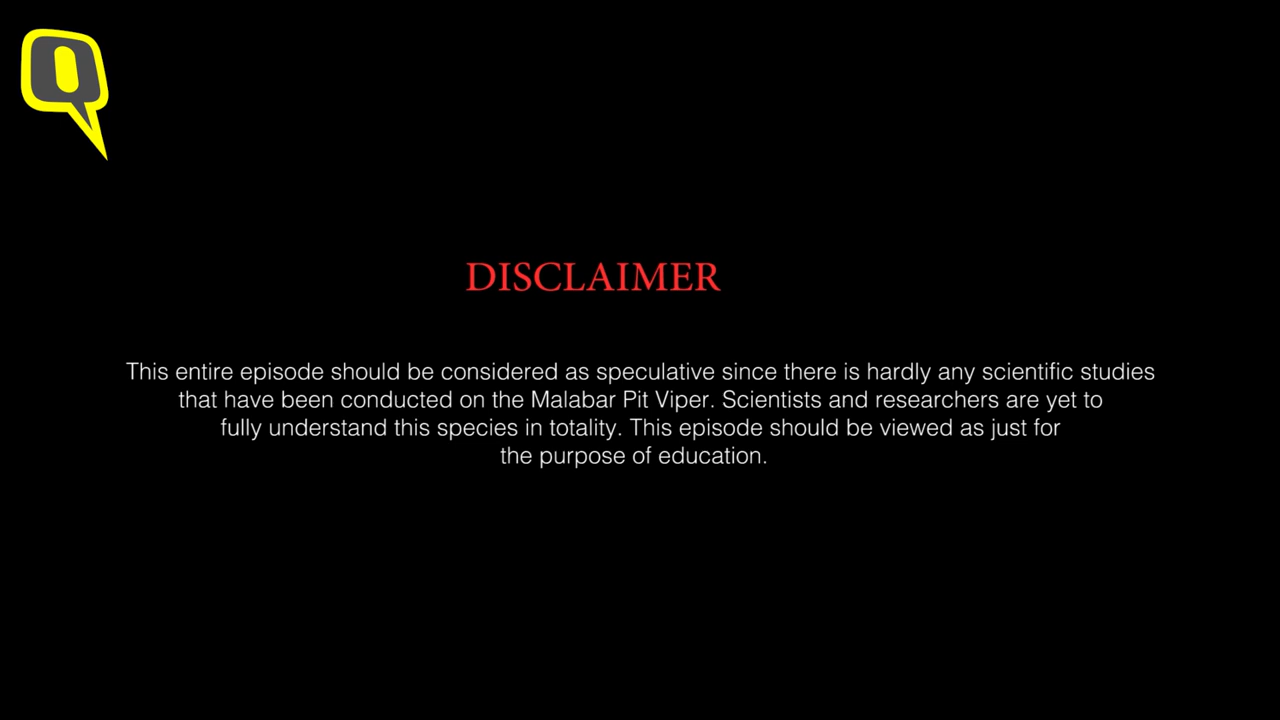 DISCLAIMER
This entire episode should be considered as speculative since there is hardly any scientific studies
that have been conducted on the Malabar Pit Viper. Scientists and researchers are yet to
fully understand this species in totality. This episode should be viewed as just for
the purpose of education.